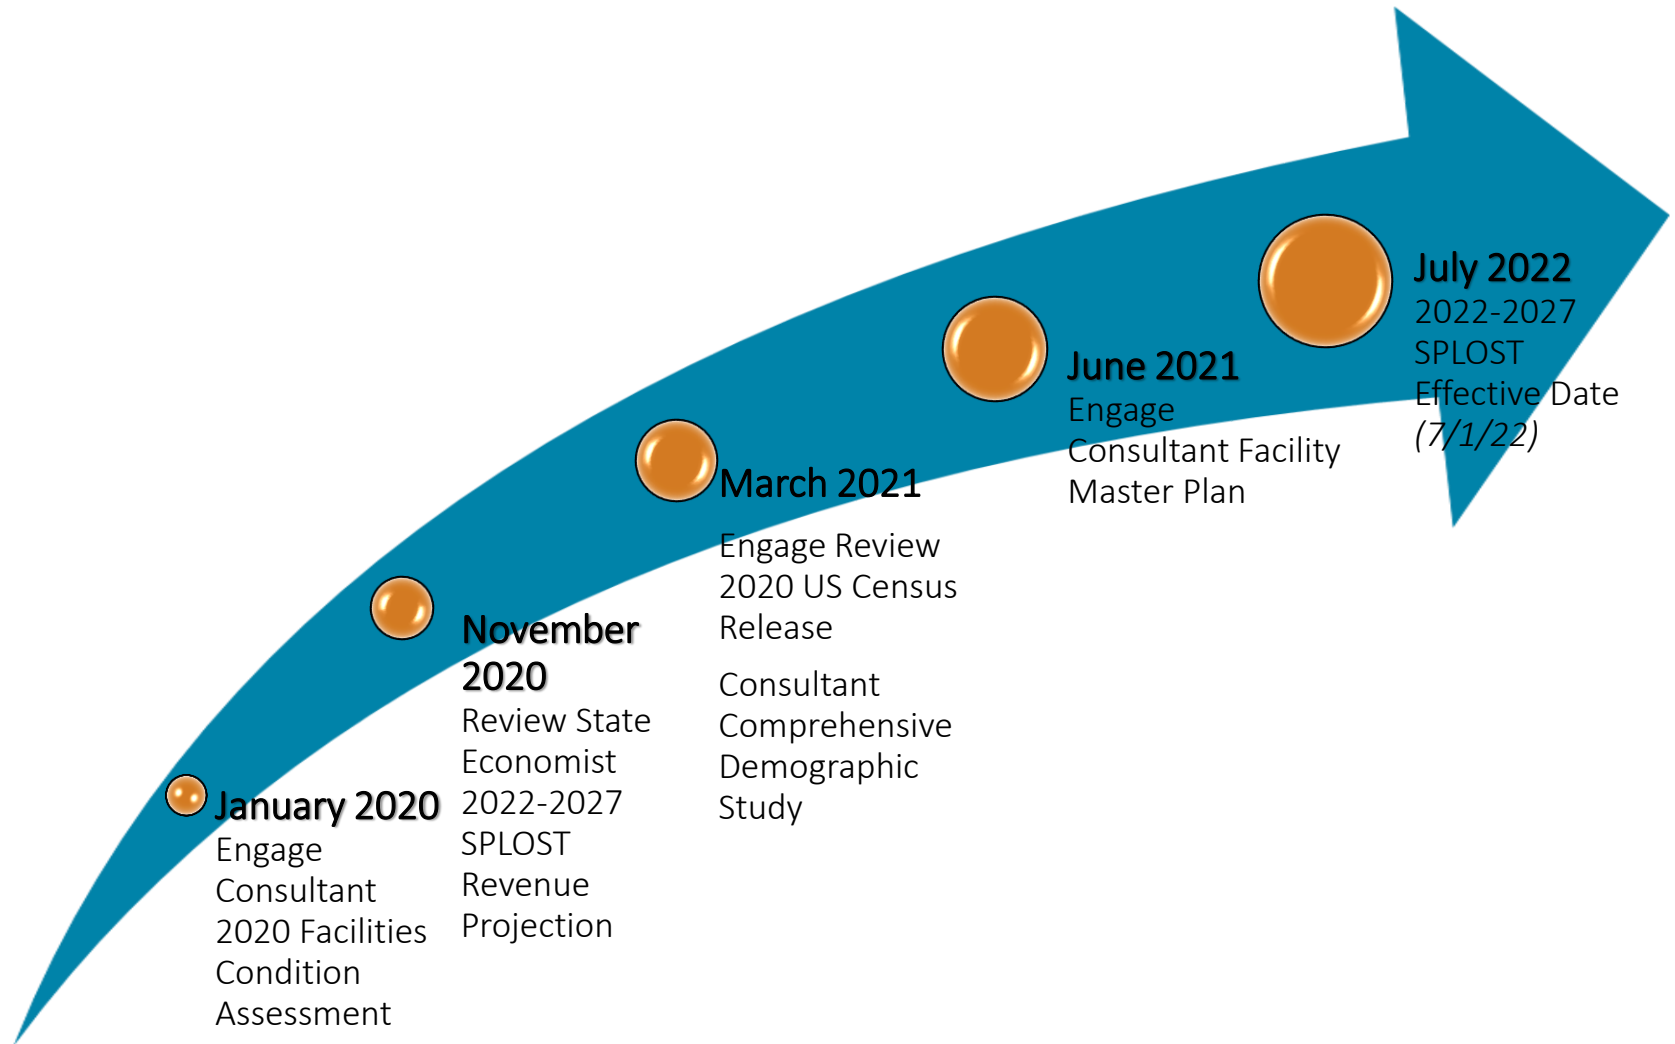 January 2020
Engage
Consultant
2020 Facilities
Condition
Assessment
November
2020
Review State
Economist
2022-2027
SPLOST
Revenue
Projection
March 2021
Engage Review
2020 US Census
Release
Consultant
Comprehensive
Demographic
Study
June 2021
Engage
Consultant Facility
Master Plan
July 2022
2022-2027
SPLOST
Effective Date
(7/1/22)